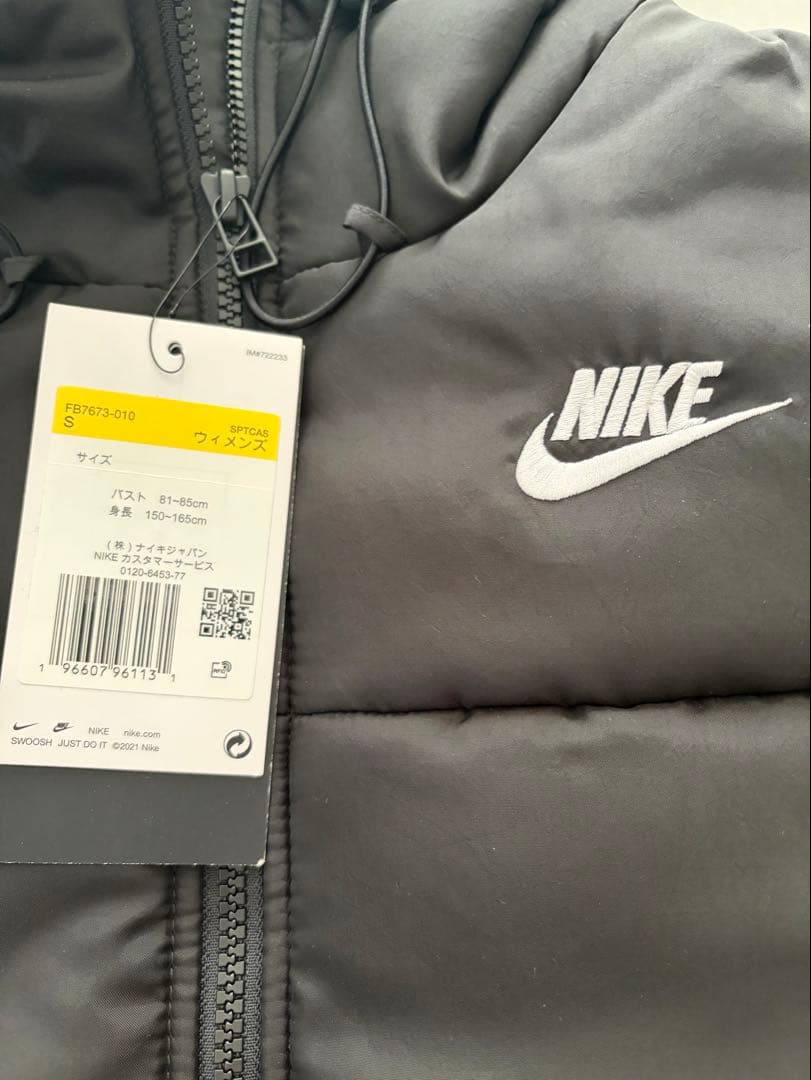 IM#722233
FB7673-010
S
SPTCAS
ウィメンズ
サイズ
バスト 81~85cm
身長 150~165cm
(株)ナイキジャパン
NIKE カスタマーサービス
0120-6453-77
1 96607 96113 1
RFID
NIKE nike.com
SWOOSH JUST DO IT ©2021 Nike
NIKE